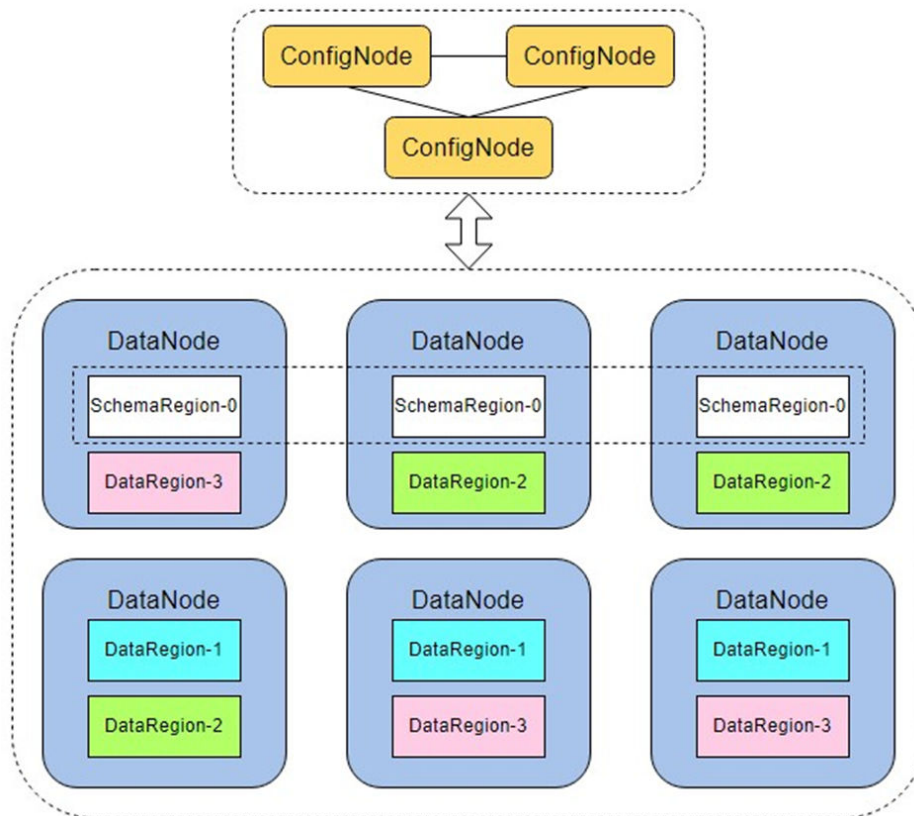 ConfigNode
ConfigNode
ConfigNode
DataNode
DataNode
DataNode
SchemaRegion-0
SchemaRegion-0
SchemaRegion-0
DataRegion-3
DataRegion-2
DataRegion-2
DataNode
DataNode
DataNode
DataRegion-1
DataRegion-1
DataRegion-1
DataRegion-2
DataRegion-3
DataRegion-3